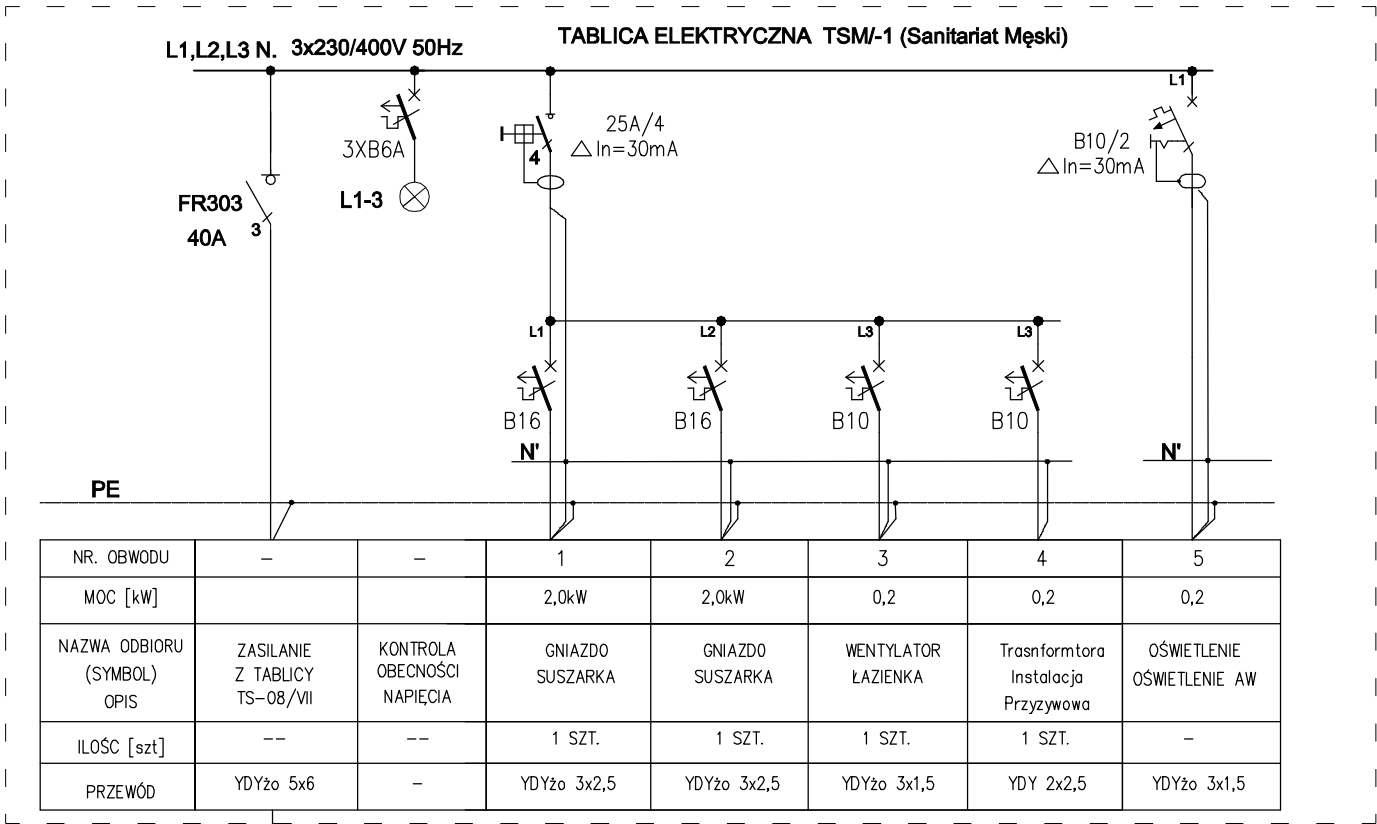 TABLICA ELEKTRYCZNA TSM/-1 (Sanitariat Męski)
L1,L2,L3 N. 3x230/400V 50Hz
L1
3XB6A
25A/4
△ In=30mA
4
B10/2
△ In=30mA
FR303
40A
3
L1-3
L1
L2
L3
L3
B16
B16
B10
B10
N'
N'
PE
NR. OBWODU – – 1 2 3 4 5
MOC [kW] 2,0kW 2,0kW 0,2 0,2 0,2
NAZWA ODBIORU
(SYMBOL)
OPIS
ZASILANIE
Z TABLICY
TS–08/VII
KONTROLA
OBECNOŚCI
NAPIĘCIA
GNIAZDO
SUSZARKA
GNIAZDO
SUSZARKA
WENTYLATOR
ŁAZIENKA
Trasnformtora
Instalacja
Przyzywowa
OŚWIETLENIE
OŚWIETLENIE AW
ILOŚĆ [szt] –– –– 1 SZT. 1 SZT. 1 SZT. 1 SZT. –
PRZEWÓD YDYżo 5x6 – YDYżo 3x2,5 YDYżo 3x2,5 YDYżo 3x1,5 YDY 2x2,5 YDYżo 3x1,5